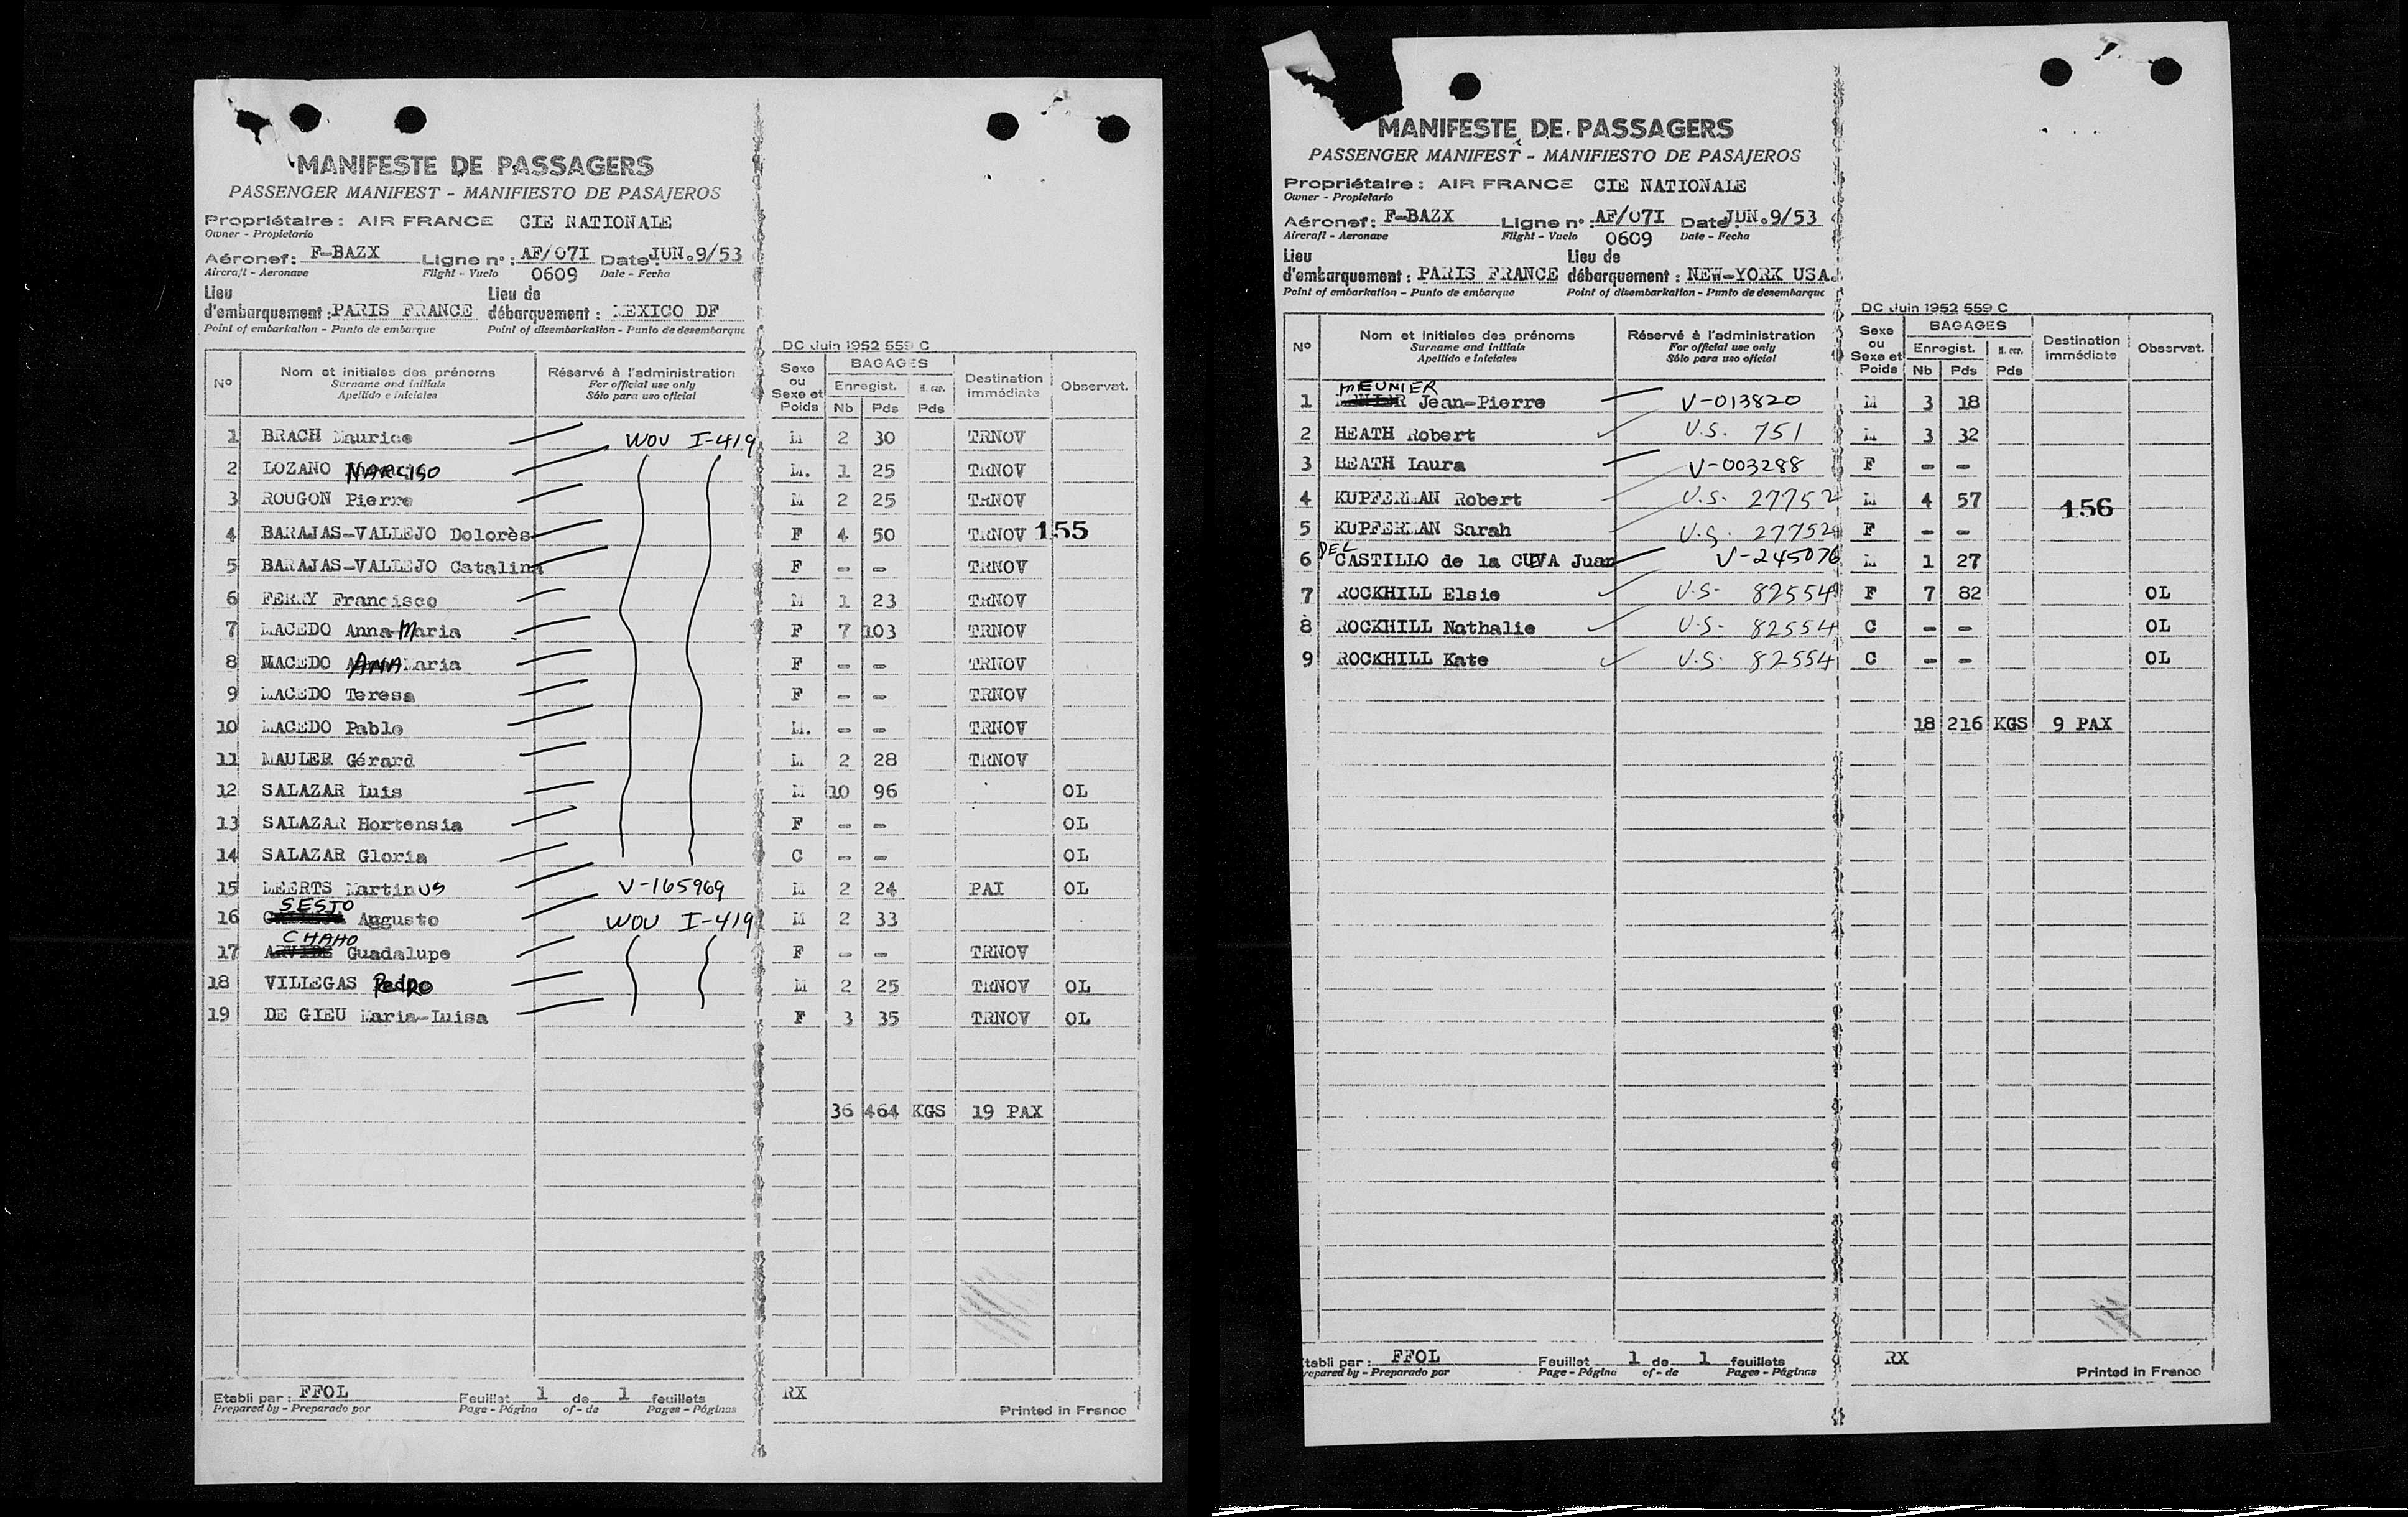 MANIFESTE DE PASSAGERS
PASSENGER MANIFEST - MANIFIESTO DE PASAJEROS
Propriétaire : AIR FRANCE CIE NATIONALE
Owner - Propietario
Aéronef : F-BAZX Ligne n° : AF/07I Date JUN.9/53
Aircraft - Aeronave Flight - Vuelo 0609 Date - Fecha
Lieu Lieu de
d'embarquement : PARIS FRANCE débarquement : MEXICO DF
Point of embarkation - Punto de embarque Point of disembarkation - Punto de desembarque
DC Juin 1952 559 C
N° Nom et initiales des prénoms Réservé à l'administration Sexe ou Sexe et Poids BAGAGES Destination immédiate Observat.
Surname and initials For official use only Enregist.
Apellido e iniciales Sólo para uso oficial Nb Pds Pds
1 BRACH Maurice WOV I-419 M 2 30 TRNOV
2 LOZANO NARCISO M. 1 25 TRNOV
3 ROUGON Pierre M 2 25 TRNOV
4 BARAJAS-VALLEJO Dolorès F 4 50 TRNOV 155
5 BARAJAS-VALLEJO Catalina F - - TRNOV
6 FERRY Francisco M 1 23 TRNOV
7 MACEDO Anna-Maria F 7 103 TRNOV
8 MACEDO ANA Maria F - - TRNOV
9 MACEDO Teresa F - - TRNOV
10 MACEDO Pablo M. - - TRNOV
11 MAULER Gérard M 2 28 TRNOV
12 SALAZAR Luis M 10 96 OL
13 SALAZAR Hortensia F - - OL
14 SALAZAR Gloria C - - OL
15 MEERTS Martinus V-165969 M 2 24 PAI OL
16 SESTO Augusto WOV I-419 M 2 33
17 CHAHO Guadalupe F - - TRNOV
18 VILLEGAS Pedro M 2 25 TRNOV OL
19 DE GIEU Maria-Luisa F 3 35 TRNOV OL
36 464 KGS 19 PAX
Etabli par : FFOL Feuillet 1 de 1 feuillets RX
Prepared by - Preparado por Page - Página of - de Pages - Páginas Printed in France
MANIFESTE DE PASSAGERS
PASSENGER MANIFEST - MANIFIESTO DE PASAJEROS
Propriétaire : AIR FRANCE CIE NATIONALE
Owner - Propietario
Aéronef : F-BAZX Ligne n° : AF/07I Date JUN.9/53
Aircraft - Aeronave Flight - Vuelo 0609 Date - Fecha
Lieu Lieu de
d'embarquement : PARIS FRANCE débarquement : NEW-YORK USA.
Point of embarkation - Punto de embarque Point of disembarkation - Punto de desembarque
DC Juin 1952 559 C
N° Nom et initiales des prénoms Réservé à l'administration Sexe ou Sexe et Poids BAGAGES Destination immédiate Observat.
Surname and initials For official use only Enregist.
Apellido e iniciales Sólo para uso oficial Nb Pds Pds
1 MEUNIER Jean-Pierre V-013820 M 3 18
2 HEATH Robert U.S. 751 M 3 32
3 HEATH Laura V-003288 F - -
4 KUPFERMAN Robert U.S. 27752 M 4 57 156
5 KUPFERMAN Sarah U.S. 27752 F - -
6 DEL CASTILLO de la CUEVA Juan V-245076 M 1 27
7 ROCKHILL Elsie U.S- 82554 F 7 82 OL
8 ROCKHILL Nathalie U.S- 82554 C - - OL
9 ROCKHILL Kate U.S. 82554 C - - OL
18 216 KGS 9 PAX
tabli par : FFOL Feuillet 1 de 1 feuillets RX
repared by - Preparado por Page - Página of - de Pages - Páginas Printed in France